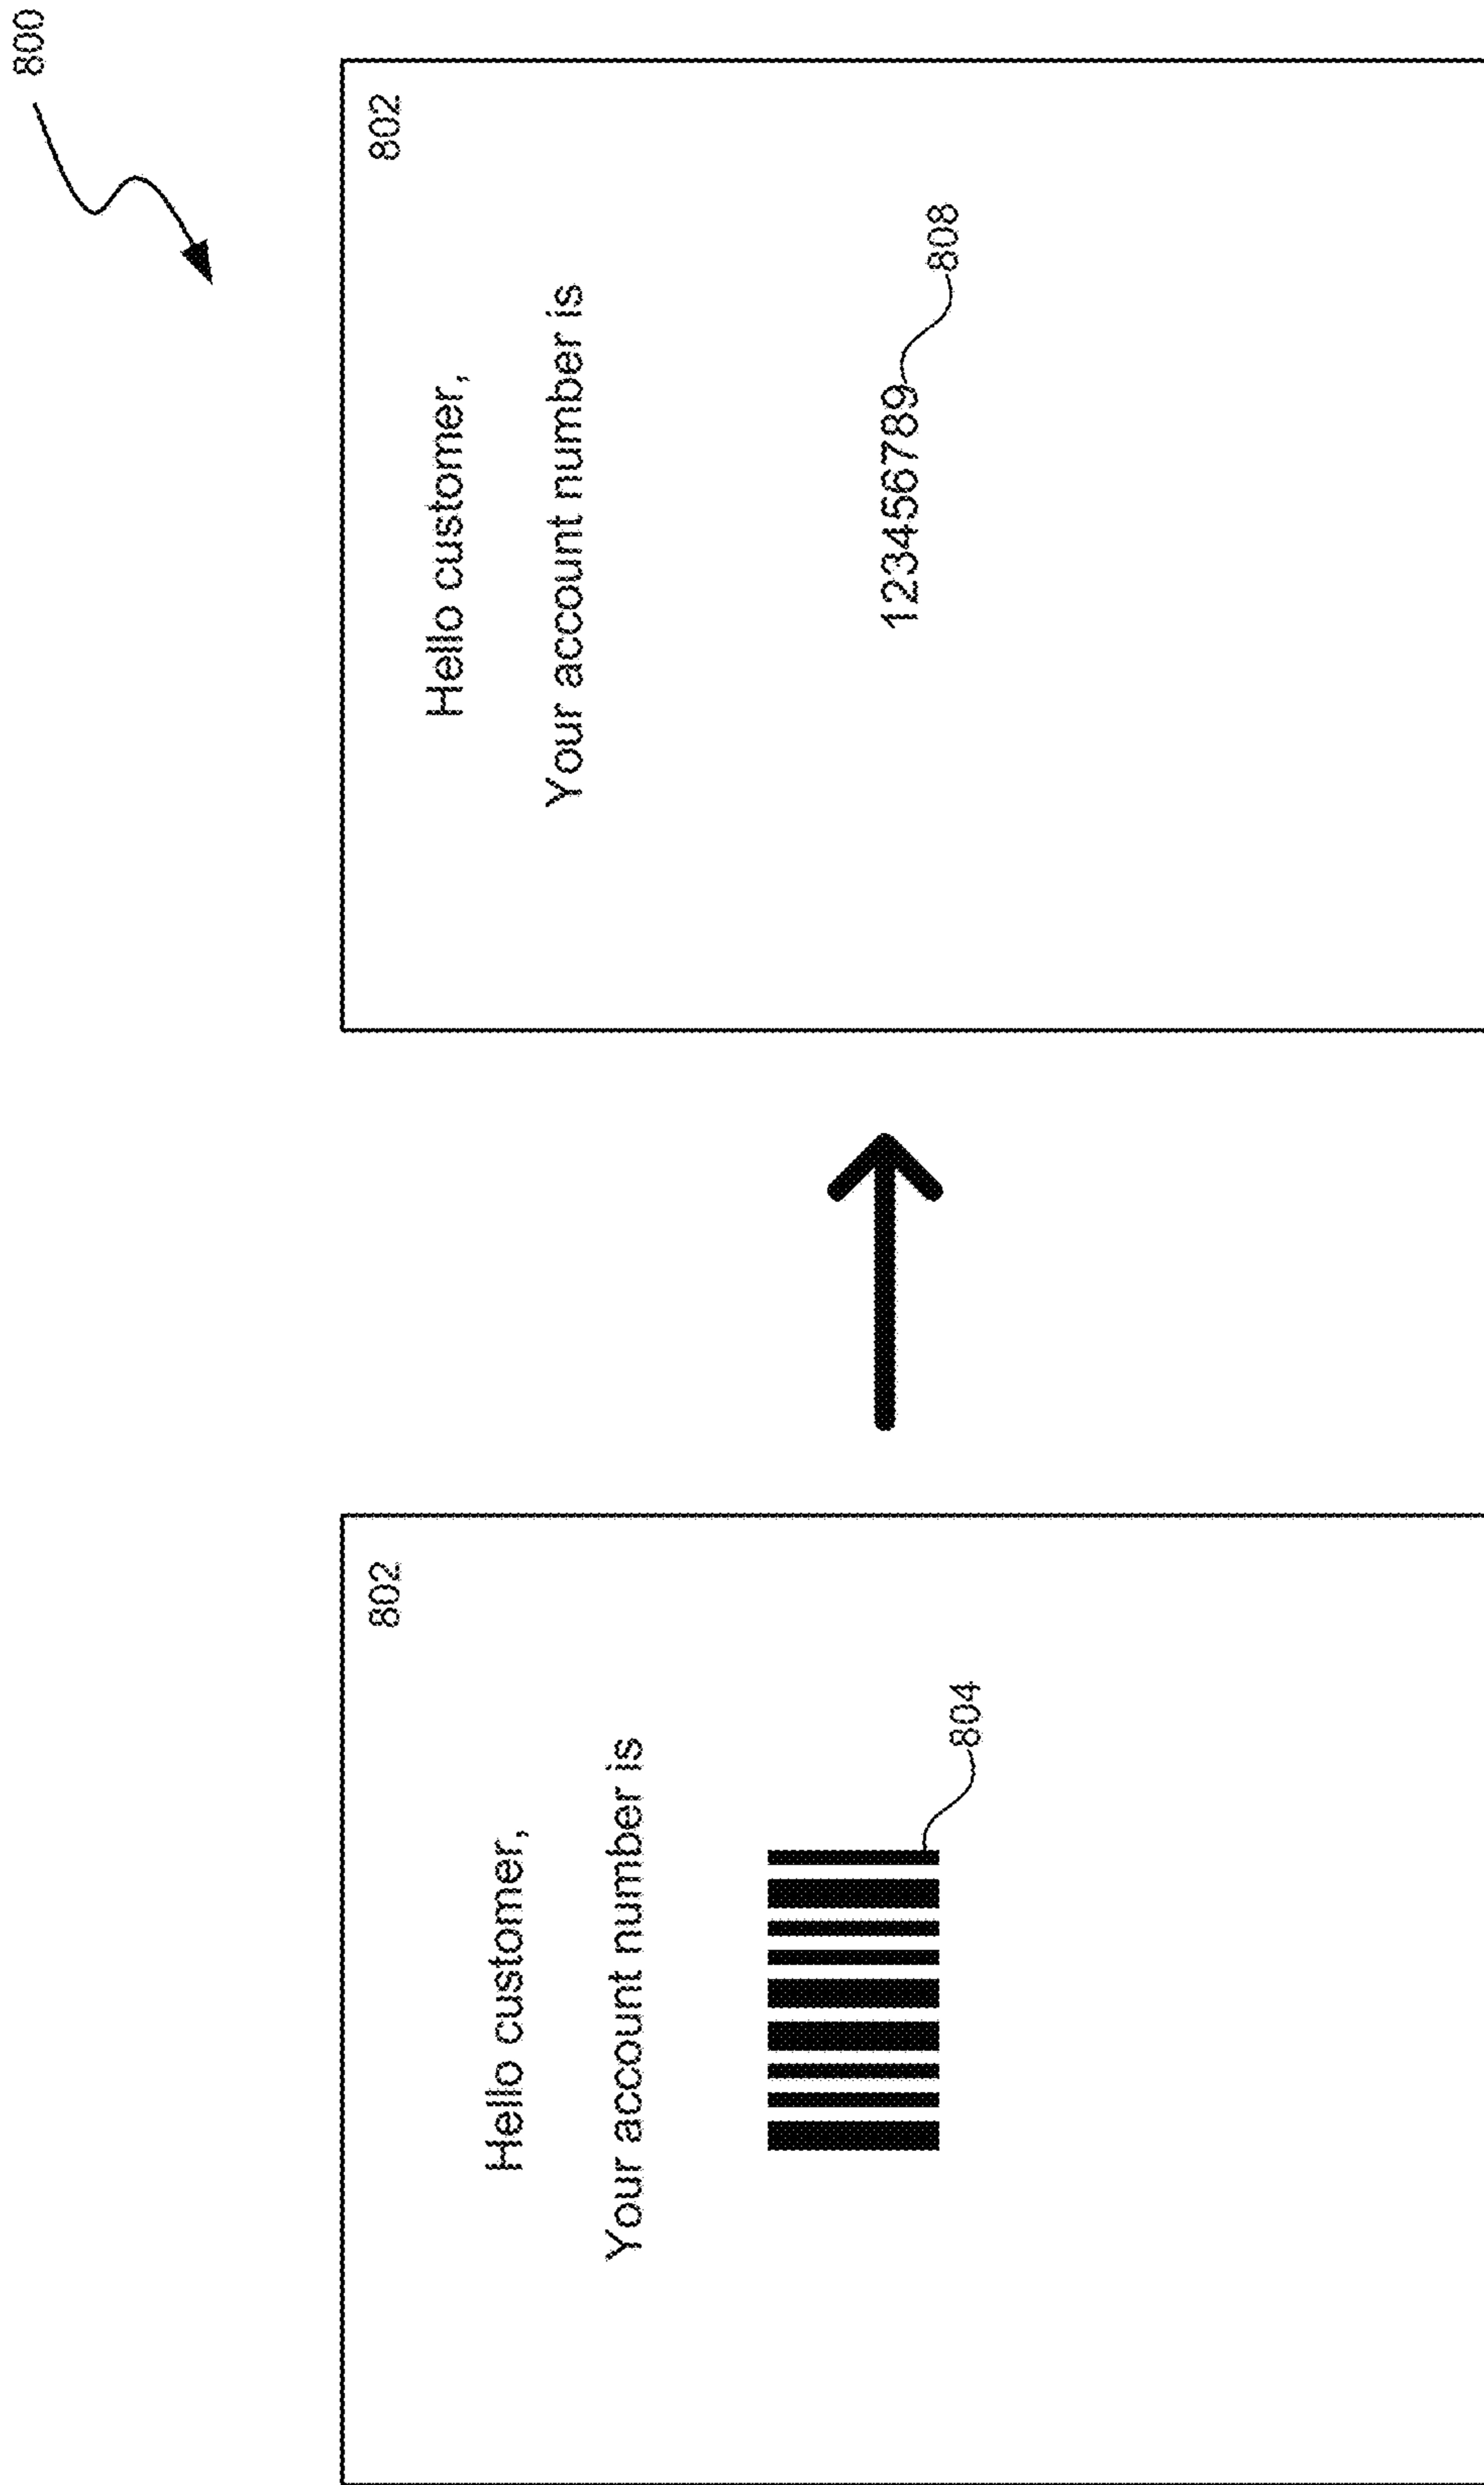 800
802
Hello customer,
Your account number is
804
802
Hello customer,
Your account number is
123456789
808